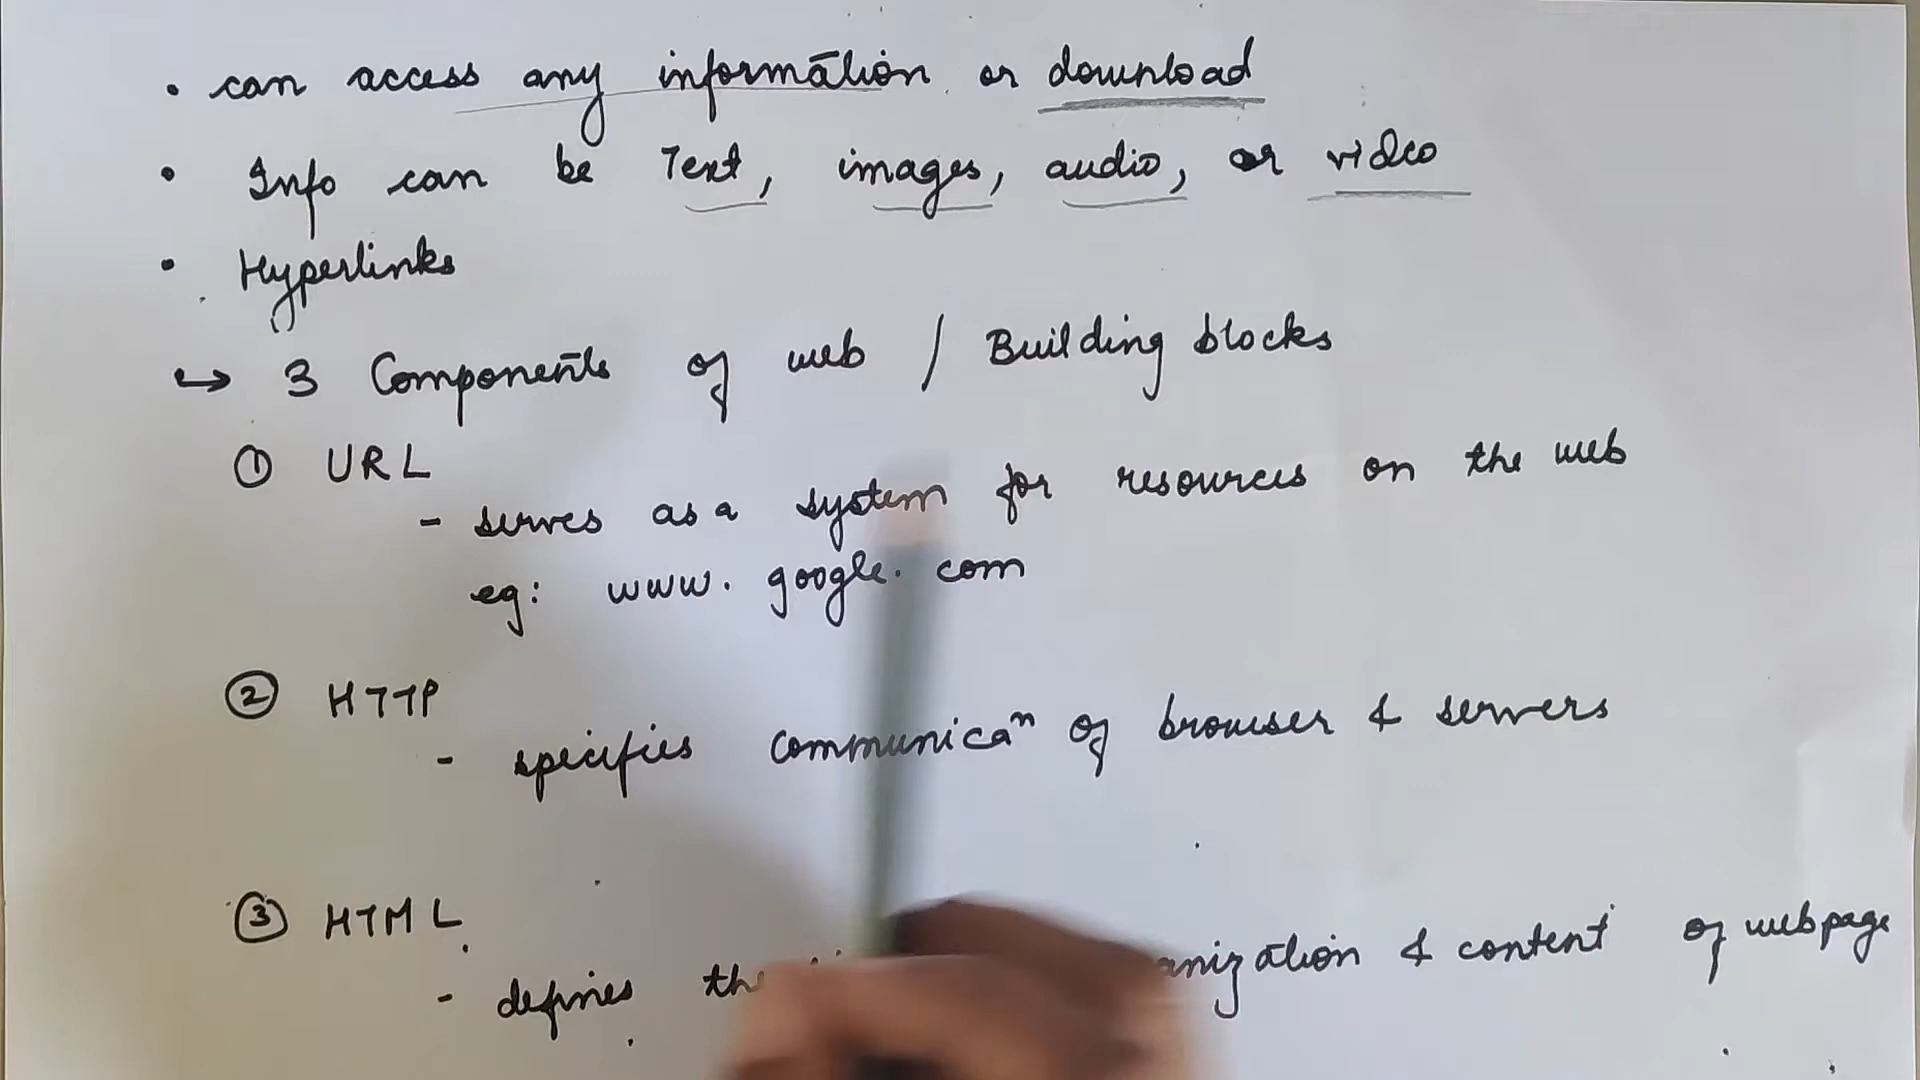 • can access any information or download
• Info can be Text, images, audio, or video
• Hyperlinks
↪ 3 Components of web / Building blocks
① URL
- serves as a system for resources on the web
eg: www.google.com
② HTTP
- specifies communicaⁿ of browser & servers
③ HTML
- defines the & content of webpage